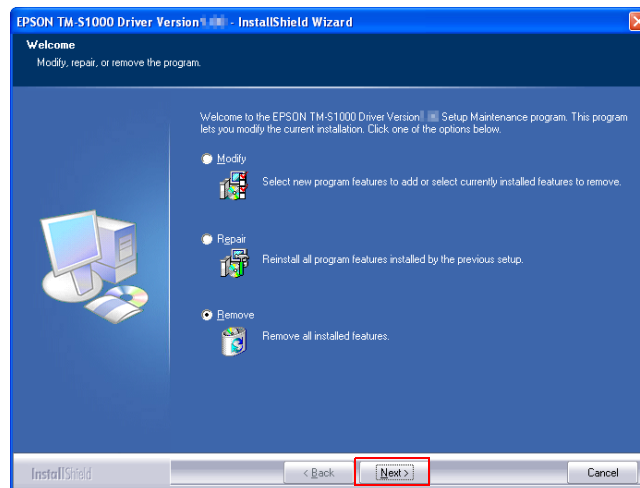 EPSON TM-S1000 Driver Version - InstallShield Wizard
Welcome
Modify, repair, or remove the program.
Welcome to the EPSON TM-S1000 Driver Version Setup Maintenance program. This program
lets you modify the current installation. Click one of the options below.
Modify
Select new program features to add or select currently installed features to remove.
Repair
Reinstall all program features installed by the previous setup.
Remove
Remove all installed features.
InstallShield
< Back
Next >
Cancel